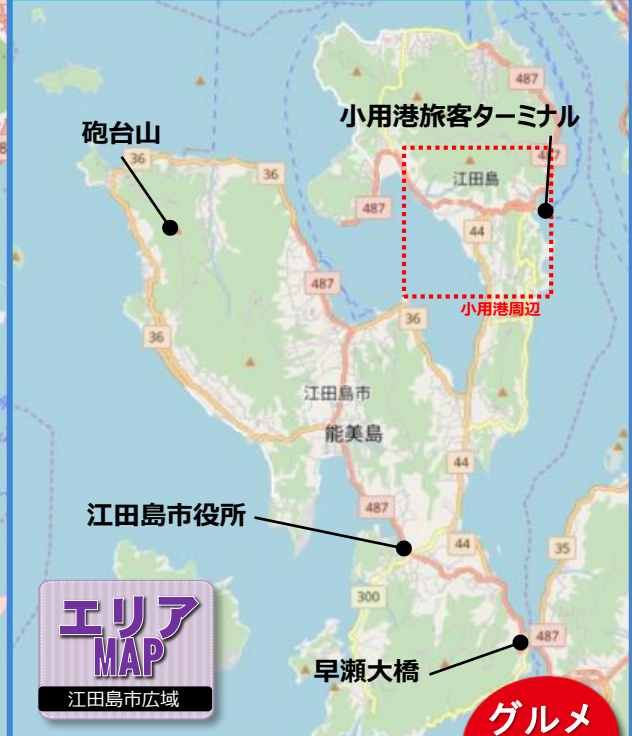 487
小用港旅客ターミナル
砲台山
36
36
487
江田島
487
44
487
小用港周辺
36
36
江田島市
能美島
44
487
江田島市役所
44
35
300
エリア
MAP
江田島市広域
487
早瀬大橋
グルメ